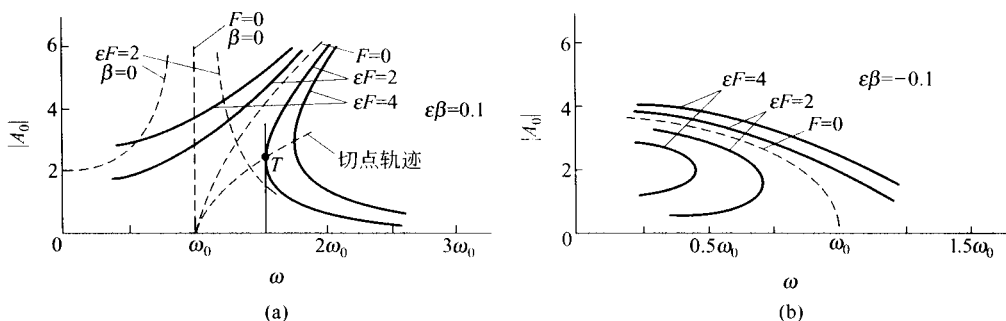 F=0
β=0
εF=2
β=0
F=0
εF=2
εF=4
εβ=0.1
切点轨迹
T
|A₀|
6
4
2
0
ω₀
2ω₀
3ω₀
ω
(a)
εF=4
εF=2
F=0
εβ=−0.1
|A₀|
6
4
2
0
0.5ω₀
ω₀
1.5ω₀
ω
(b)